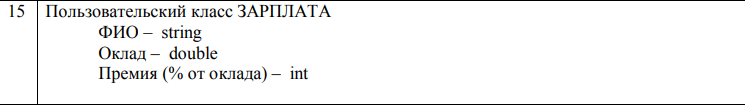 15 Пользовательский класс ЗАРПЛАТА
ФИО – string
Оклад – double
Премия (% от оклада) – int